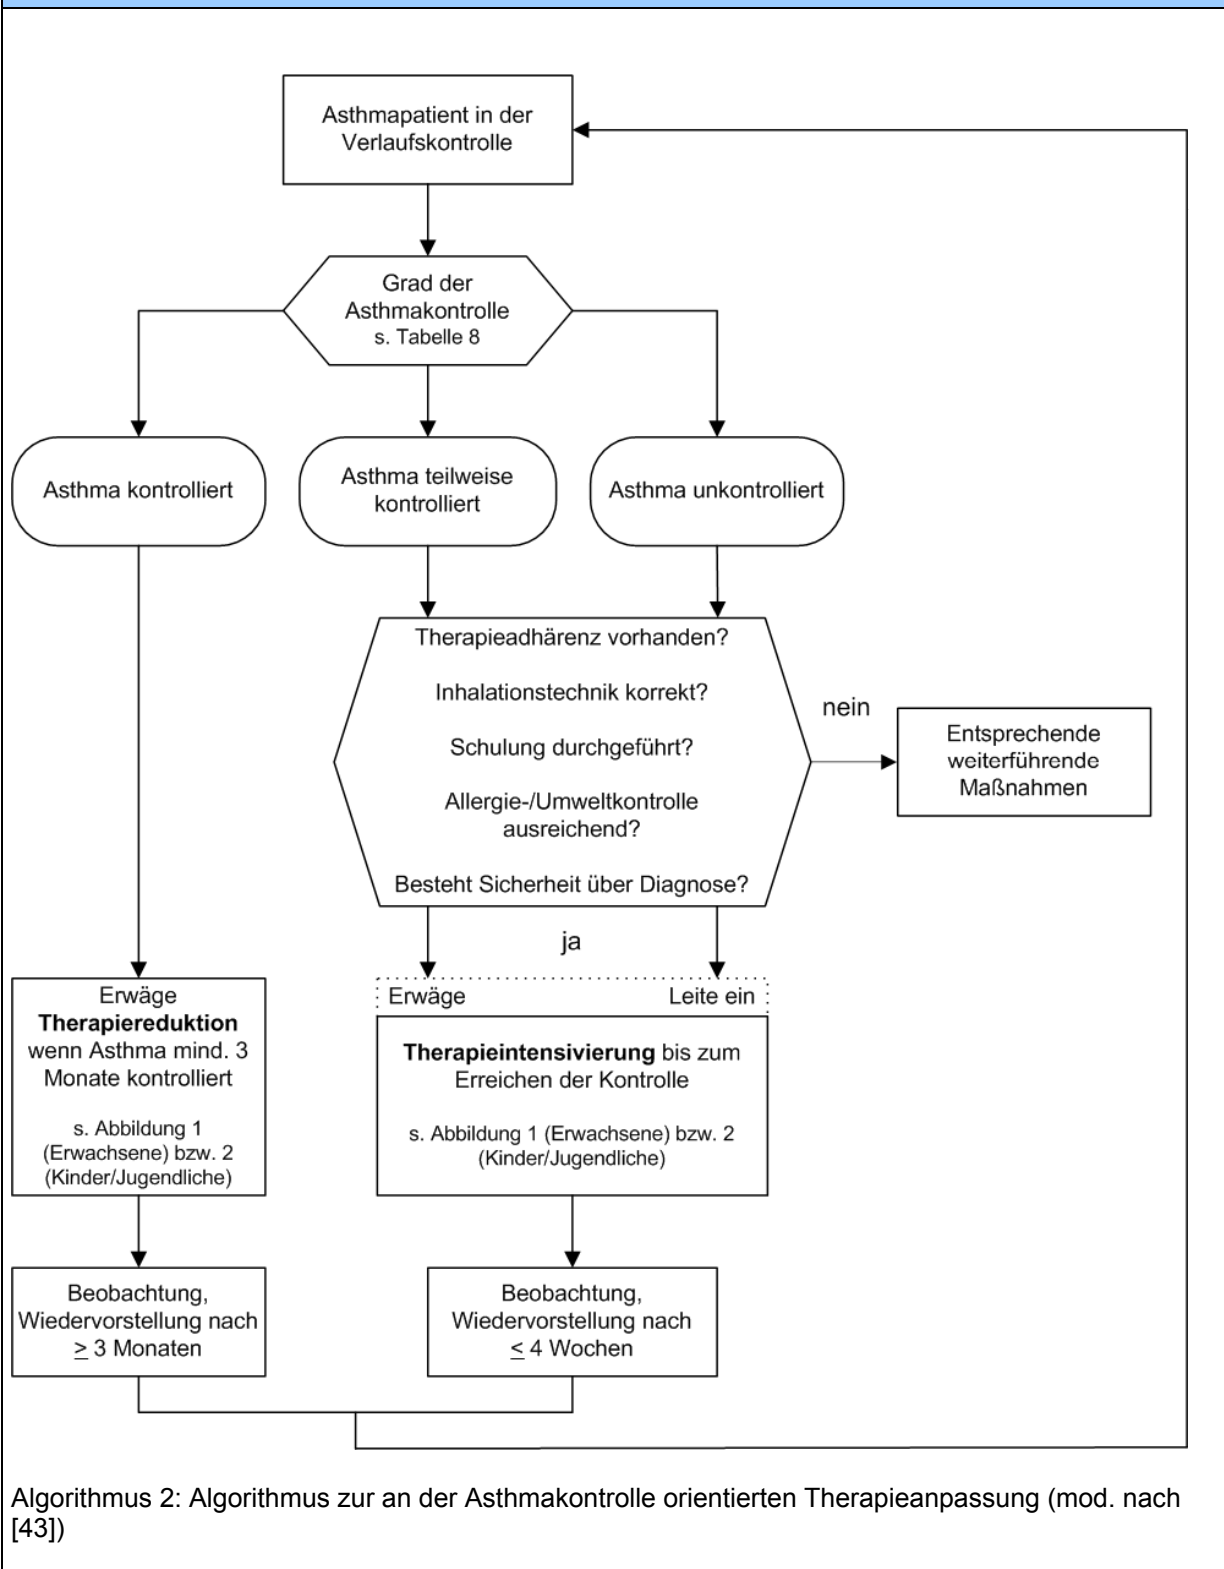 Asthmapatient in der
Verlaufskontrolle
Grad der
Asthmakontrolle
s. Tabelle 8
Asthma kontrolliert
Asthma teilweise
kontrolliert
Asthma unkontrolliert
Therapieadhärenz vorhanden?
Inhalationstechnik korrekt?
Schulung durchgeführt?
Allergie-/Umweltkontrolle
ausreichend?
Besteht Sicherheit über Diagnose?
nein
Entsprechende
weiterführende
Maßnahmen
ja
Erwäge
Therapiereduktion
wenn Asthma mind. 3
Monate kontrolliert
s. Abbildung 1
(Erwachsene) bzw. 2
(Kinder/Jugendliche)
Erwäge Leite ein
Therapieintensivierung bis zum
Erreichen der Kontrolle
s. Abbildung 1 (Erwachsene) bzw. 2
(Kinder/Jugendliche)
Beobachtung,
Wiedervorstellung nach
≥ 3 Monaten
Beobachtung,
Wiedervorstellung nach
≤ 4 Wochen
Algorithmus 2: Algorithmus zur an der Asthmakontrolle orientierten Therapieanpassung (mod. nach
[43])